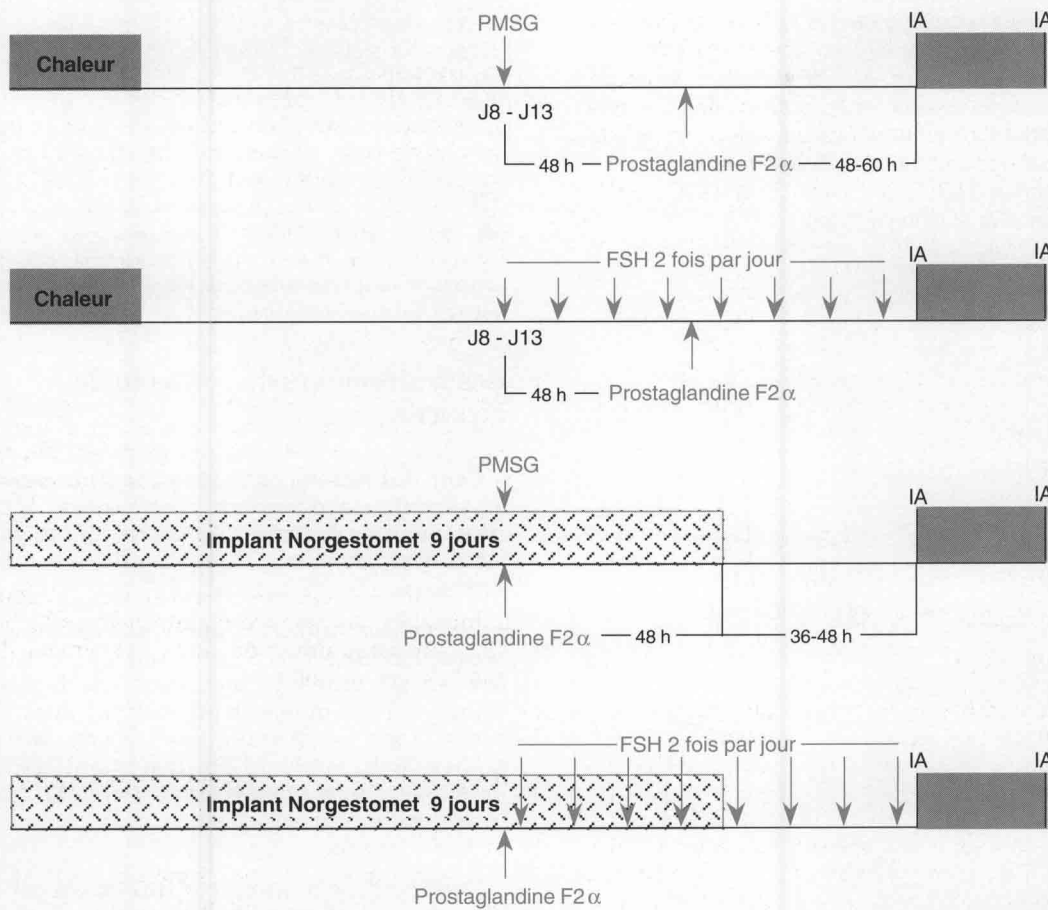 PMSG
IA IA
Chaleur
J8 - J13
48 h Prostaglandine F2 α 48-60 h
FSH 2 fois par jour
IA IA
Chaleur
J8 - J13
48 h Prostaglandine F2 α
PMSG
IA IA
Implant Norgestomet 9 jours
Prostaglandine F2 α 48 h 36-48 h
FSH 2 fois par jour
IA IA
Implant Norgestomet 9 jours
Prostaglandine F2 α